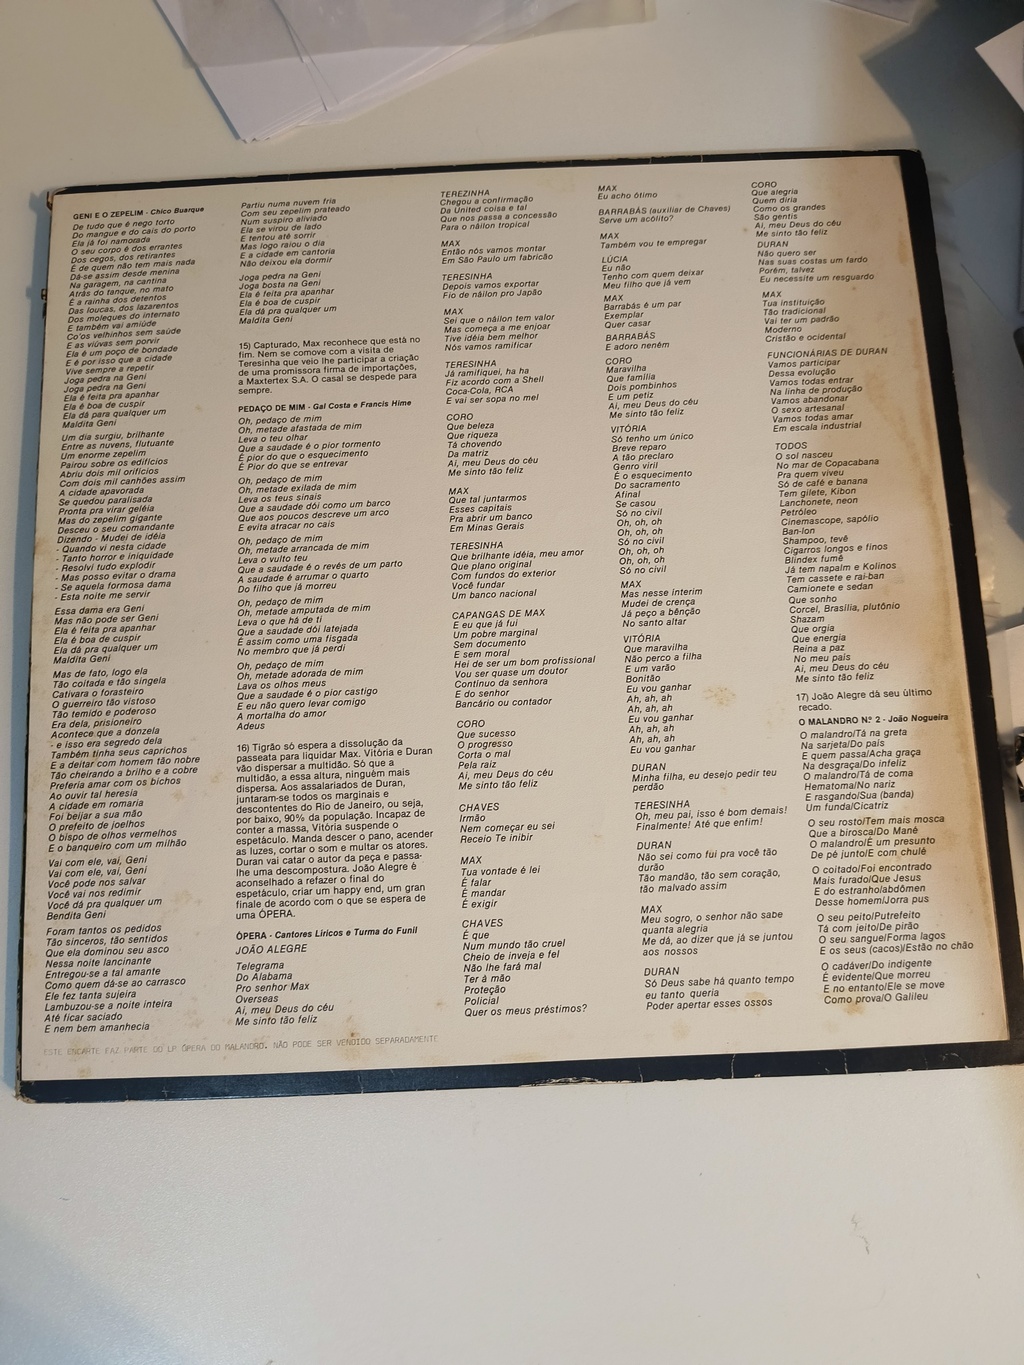 GENI E O ZEPELIM - Chico Buarque
De tudo que é nego torto
Do mangue e do cais do porto
Ela já foi namorada
O seu corpo é dos errantes
Dos cegos, dos retirantes
É de quem não tem mais nada
Dá-se assim desde menina
Na garagem, na cantina
Atrás do tanque, no mato
É a rainha dos detentos
Das loucas, dos lazarentos
Dos moleques do internato
E também vai amiúde
Co'os velhinhos sem saúde
E as viúvas sem porvir
Ela é um poço de bondade
E é por isso que a cidade
Vive sempre a repetir
Joga pedra na Geni
Joga pedra na Geni
Ela é feita pra apanhar
Ela é boa de cuspir
Ela dá para qualquer um
Maldita Geni
Um dia surgiu, brilhante
Entre as nuvens, flutuante
Um enorme zepelim
Pairou sobre os edifícios
Abriu dois mil orifícios
Com dois mil canhões assim
A cidade apavorada
Se quedou paralisada
Pronta pra virar geléia
Mas do zepelim gigante
Desceu o seu comandante
Dizendo - Mudei de idéia
- Quando vi nesta cidade
- Tanto horror e iniquidade
- Resolvi tudo explodir
- Mas posso evitar o drama
- Se aquela formosa dama
- Esta noite me servir
Essa dama era Geni
Mas não pode ser Geni
Ela é feita pra apanhar
Ela é boa de cuspir
Ela dá pra qualquer um
Maldita Geni
Mas de fato, logo ela
Tão coitada e tão singela
Cativara o forasteiro
O guerreiro tão vistoso
Tão temido e poderoso
Era dela, prisioneiro
Acontece que a donzela
- e isso era segredo dela
Também tinha seus caprichos
E a deitar com homem tão nobre
Tão cheirando a brilho e a cobre
Preferia amar com os bichos
Ao ouvir tal heresia
A cidade em romaria
Foi beijar a sua mão
O prefeito de joelhos
O bispo de olhos vermelhos
E o banqueiro com um milhão
Vai com ele, vai, Geni
Vai com ele, vai, Geni
Você pode nos salvar
Você vai nos redimir
Você dá pra qualquer um
Bendita Geni
Foram tantos os pedidos
Tão sinceros, tão sentidos
Que ela dominou seu asco
Nessa noite lancinante
Entregou-se a tal amante
Como quem dá-se ao carrasco
Ele fez tanta sujeira
Lambuzou-se a noite inteira
Até ficar saciado
E nem bem amanhecia
Partiu numa nuvem fria
Com seu zepelim prateado
Num suspiro aliviado
Ela se virou de lado
E tentou até sorrir
Mas logo raiou o dia
E a cidade em cantoria
Não deixou ela dormir
Joga pedra na Geni
Joga bosta na Geni
Ela é feita pra apanhar
Ela é boa de cuspir
Ela dá pra qualquer um
Maldita Geni
15) Capturado, Max reconhece que está no
fim. Nem se comove com a visita de
Teresinha que veio lhe participar a criação
de uma promissora firma de importações,
a Maxtertex S.A. O casal se despede para
sempre.
PEDAÇO DE MIM - Gal Costa e Francis Hime
Oh, pedaço de mim
Oh, metade afastada de mim
Leva o teu olhar
Que a saudade é o pior tormento
É pior do que o esquecimento
É Pior do que se entrevar
Oh, pedaço de mim
Oh, metade exilada de mim
Leva os teus sinais
Que a saudade dói como um barco
Que aos poucos descreve um arco
E evita atracar no cais
Oh, pedaço de mim
Oh, metade arrancada de mim
Leva o vulto teu
Que a saudade é o revés de um parto
A saudade é arrumar o quarto
Do filho que já morreu
Oh, pedaço de mim
Oh, metade amputada de mim
Leva o que há de ti
Que a saudade dói latejada
É assim como uma fisgada
No membro que já perdi
Oh, pedaço de mim
Oh, metade adorada de mim
Lava os olhos meus
Que a saudade é o pior castigo
E eu não quero levar comigo
A mortalha do amor
Adeus
16) Tigrão só espera a dissolução da
passeata para liquidar Max. Vitória e Duran
vão dispersar a multidão. Só que a
multidão, a essa altura, ninguém mais
dispersa. Aos assalariados de Duran,
juntaram-se todos os marginais e
descontentes do Rio de Janeiro, ou seja,
por baixo, 90% da população. Incapaz de
conter a massa, Vitória suspende o
espetáculo. Manda descer o pano, acender
as luzes, cortar o som e multar os atores.
Duran vai catar o autor da peça e passa-
lhe uma descompostura. João Alegre é
aconselhado a refazer o final do
espetáculo, criar um happy end, um gran
finale de acordo com o que se espera de
uma ÓPERA.
ÓPERA - Cantores Líricos e Turma do Funil
JOÃO ALEGRE
Telegrama
Do Alabama
Pro senhor Max
Overseas
Ai, meu Deus do céu
Me sinto tão feliz
TEREZINHA
Chegou a confirmação
Da United coisa e tal
Que nos passa a concessão
Para o náilon tropical
MAX
Então nós vamos montar
Em São Paulo um fabricão
TERESINHA
Depois vamos exportar
Fio de náilon pro Japão
MAX
Sei que o náilon tem valor
Mas começa a me enjoar
Tive idéia bem melhor
Nós vamos ramificar
TERESINHA
Já ramifiquei, ha ha
Fiz acordo com a Shell
Coca-Cola, RCA
E vai ser sopa no mel
CORO
Que beleza
Que riqueza
Tá chovendo
Da matriz
Ai, meu Deus do céu
Me sinto tão feliz
MAX
Que tal juntarmos
Esses capitais
Pra abrir um banco
Em Minas Gerais
TERESINHA
Que brilhante idéia, meu amor
Que plano original
Com fundos do exterior
Você fundar
Um banco nacional
CAPANGAS DE MAX
E eu que já fui
Um pobre marginal
Sem documento
E sem moral
Hei de ser um bom profissional
Vou ser quase um doutor
Contínuo da senhora
E do senhor
Bancário ou contador
CORO
Que sucesso
O progresso
Corta o mal
Pela raiz
Ai, meu Deus do céu
Me sinto tão feliz
CHAVES
Irmão
Nem começar eu sei
Receio Te inibir
MAX
Tua vontade é lei
É falar
É mandar
É exigir
CHAVES
É que
Num mundo tão cruel
Cheio de inveja e fel
Não lhe fará mal
Ter à mão
Proteção
Policial
Quer os meus préstimos?
MAX
Eu acho ótimo
BARRABÁS (auxiliar de Chaves)
Serve um acólito?
MAX
Também vou te empregar
LÚCIA
Eu não
Tenho com quem deixar
Meu filho que já vem
MAX
Barrabás é um par
Exemplar
Quer casar
BARRABÁS
E adoro neném
CORO
Maravilha
Que família
Dois pombinhos
E um petiz
Ai, meu Deus do céu
Me sinto tão feliz
VITÓRIA
Só tenho um único
Breve reparo
A tão preclaro
Genro viril
É o esquecimento
Do sacramento
Afinal
Se casou
Só no civil
Oh, oh, oh
Oh, oh, oh
Só no civil
Oh, oh, oh
Oh, oh, oh
Só no civil
MAX
Mas nesse ínterim
Mudei de crença
Já peço a bênção
No santo altar
VITÓRIA
Que maravilha
Não perco a filha
E um varão
Bonitão
Eu vou ganhar
Ah, ah, ah
Ah, ah, ah
Eu vou ganhar
Ah, ah, ah
Ah, ah, ah
Eu vou ganhar
DURAN
Minha filha, eu desejo pedir teu
perdão
TERESINHA
Oh, meu pai, isso é bom demais!
Finalmente! Até que enfim!
DURAN
Não sei como fui pra você tão
durão
Tão mandão, tão sem coração,
tão malvado assim
MAX
Meu sogro, o senhor não sabe
quanta alegria
Me dá, ao dizer que já se juntou
aos nossos
DURAN
Só Deus sabe há quanto tempo
eu tanto queria
Poder apertar esses ossos
CORO
Que alegria
Quem diria
Como os grandes
São gentis
Ai, meu Deus do céu
Me sinto tão feliz
DURAN
Não quero ser
Nas suas costas um fardo
Porém, talvez
Eu necessite um resguardo
MAX
Tua instituição
Tão tradicional
Vai ter um padrão
Moderno
Cristão e ocidental
FUNCIONÁRIAS DE DURAN
Vamos participar
Dessa evolução
Vamos todas entrar
Na linha de produção
Vamos abandonar
O sexo artesanal
Vamos todas amar
Em escala industrial
TODOS
O sol nasceu
No mar de Copacabana
Pra quem viveu
Só de café e banana
Tem gilete, Kibon
Lanchonete, neon
Petróleo
Cinemascope, sapólio
Ban-lon
Shampoo, tevê
Cigarros longos e finos
Blindex fumê
Já tem napalm e Kolinos
Tem cassete e rai-ban
Camionete e sedan
Que sonho
Corcel, Brasília, plutônio
Shazam
Que orgia
Que energia
Reina a paz
No meu país
Ai, meu Deus do céu
Me sinto tão feliz
17) João Alegre dá seu último
recado.
O MALANDRO N.º 2 - João Nogueira
O malandro/Tá na greta
Na sarjeta/Do país
E quem passa/Acha graça
Na desgraça/Do infeliz
O malandro/Tá de coma
Hematoma/No nariz
E rasgando/Sua (banda)
Um funda/Cicatriz
O seu rosto/Tem mais mosca
Que a birosca/Do Mané
O malandro/É um presunto
De pé junto/E com chulé
O coitado/Foi encontrado
Mais furado/Que Jesus
E do estranho/abdômen
Desse homem/Jorra pus
O seu peito/Putrefeito
Tá com jeito/De pirão
O seu sangue/Forma lagos
E os seus (cacos)/Estão no chão
O cadáver/Do indigente
É evidente/Que morreu
E no entanto/Ele se move
Como prova/O Galileu
ESTE ENCARTE FAZ PARTE DO LP ÓPERA DO MALANDRO. NÃO PODE SER VENDIDO SEPARADAMENTE